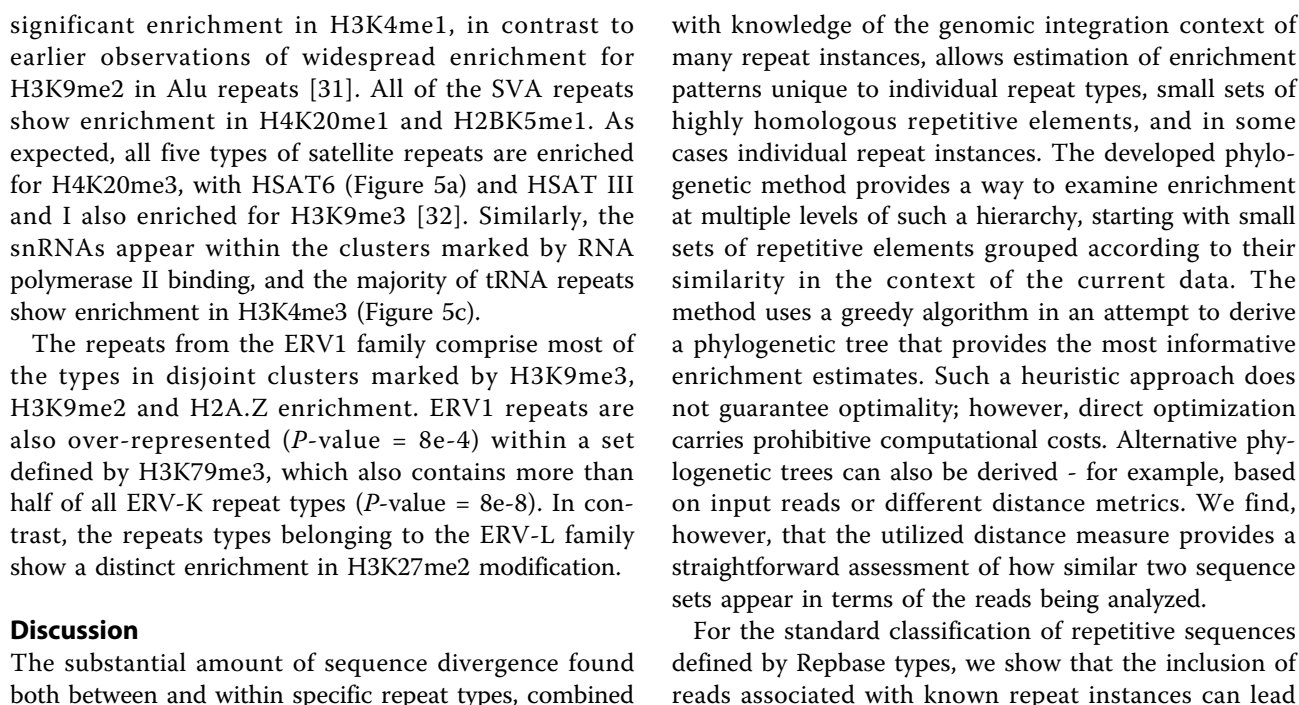 significant enrichment in H3K4me1, in contrast to
earlier observations of widespread enrichment for
H3K9me2 in Alu repeats [31]. All of the SVA repeats
show enrichment in H4K20me1 and H2BK5me1. As
expected, all five types of satellite repeats are enriched
for H4K20me3, with HSAT6 (Figure 5a) and HSAT III
and I also enriched for H3K9me3 [32]. Similarly, the
snRNAs appear within the clusters marked by RNA
polymerase II binding, and the majority of tRNA repeats
show enrichment in H3K4me3 (Figure 5c).
The repeats from the ERV1 family comprise most of
the types in disjoint clusters marked by H3K9me3,
H3K9me2 and H2A.Z enrichment. ERV1 repeats are
also over-represented (P-value = 8e-4) within a set
defined by H3K79me3, which also contains more than
half of all ERV-K repeat types (P-value = 8e-8). In con-
trast, the repeats types belonging to the ERV-L family
show a distinct enrichment in H3K27me2 modification.
Discussion
The substantial amount of sequence divergence found
both between and within specific repeat types, combined
with knowledge of the genomic integration context of
many repeat instances, allows estimation of enrichment
patterns unique to individual repeat types, small sets of
highly homologous repetitive elements, and in some
cases individual repeat instances. The developed phylo-
genetic method provides a way to examine enrichment
at multiple levels of such a hierarchy, starting with small
sets of repetitive elements grouped according to their
similarity in the context of the current data. The
method uses a greedy algorithm in an attempt to derive
a phylogenetic tree that provides the most informative
enrichment estimates. Such a heuristic approach does
not guarantee optimality; however, direct optimization
carries prohibitive computational costs. Alternative phy-
logenetic trees can also be derived - for example, based
on input reads or different distance metrics. We find,
however, that the utilized distance measure provides a
straightforward assessment of how similar two sequence
sets appear in terms of the reads being analyzed.
For the standard classification of repetitive sequences
defined by Repbase types, we show that the inclusion of
reads associated with known repeat instances can lead